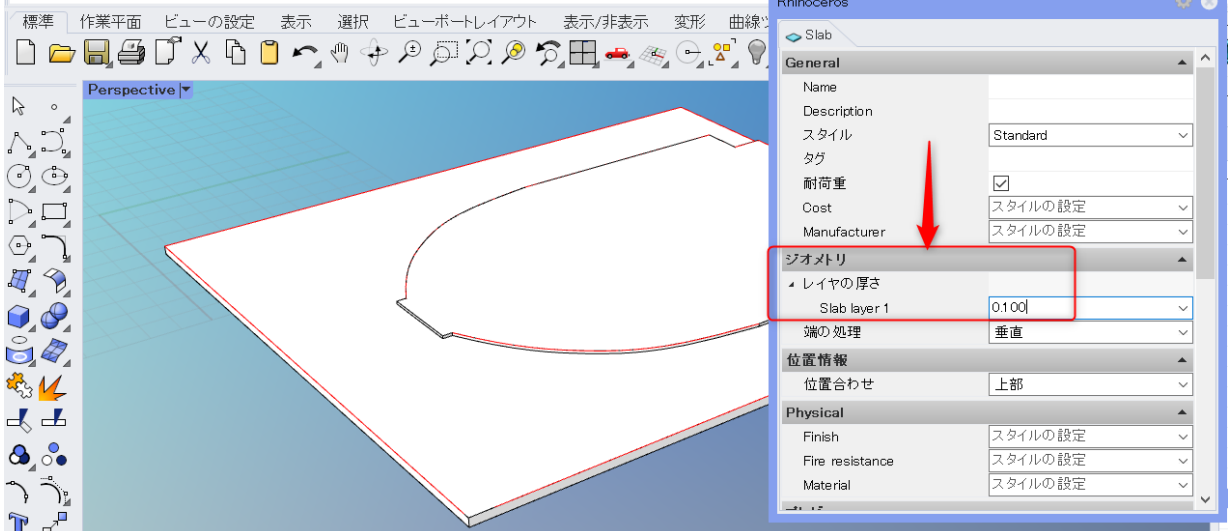 Rhinoceros
標準 作業平面 ビューの設定 表示 選択 ビューポートレイアウト 表示/非表示 変形 曲線
Perspective
Slab
General
Name
Description
スタイル Standard
タグ
耐荷重
Cost スタイルの設定
Manufacturer スタイルの設定
ジオメトリ
レイヤの厚さ
Slab layer 1 0.100
端の処理 垂直
位置情報
位置合わせ 上部
Physical
Finish スタイルの設定
Fire resistance スタイルの設定
Material スタイルの設定